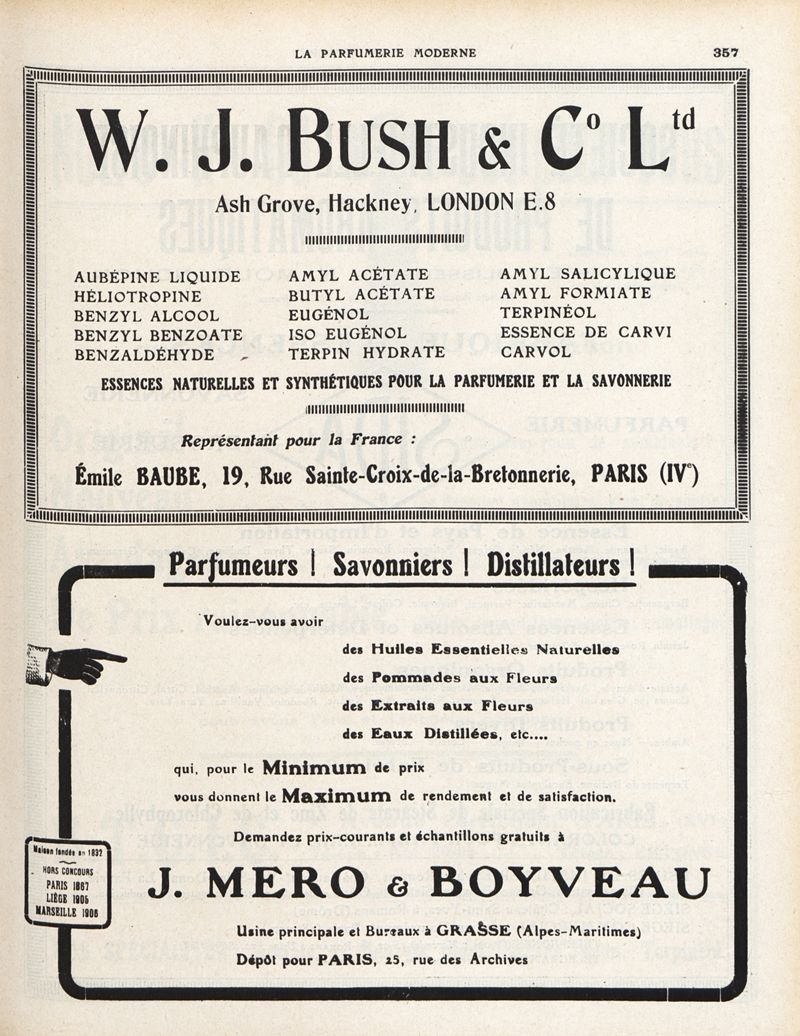 LA PARFUMERIE MODERNE 357
W. J. BUSH & Cº Ltd
Ash Grove, Hackney, LONDON E.8
AUBÉPINE LIQUIDE AMYL ACÉTATE AMYL SALICYLIQUE
HÉLIOTROPINE BUTYL ACÉTATE AMYL FORMIATE
BENZYL ALCOOL EUGÉNOL TERPINÉOL
BENZYL BENZOATE ISO EUGÉNOL ESSENCE DE CARVI
BENZALDÉHYDE TERPIN HYDRATE CARVOL
ESSENCES NATURELLES ET SYNTHÉTIQUES POUR LA PARFUMERIE ET LA SAVONNERIE
Représentant pour la France :
Émile BAUBE, 19, Rue Sainte-Croix-de-la-Bretonnerie, PARIS (IVe)
Parfumeurs ! Savonniers ! Distillateurs !
Voulez-vous avoir
des Huiles Essentielles Naturelles
des Pommades aux Fleurs
des Extraits aux Fleurs
des Eaux Distillées, etc....
qui, pour le Minimum de prix
vous donnent le Maximum de rendement et de satisfaction.
Demandez prix-courants et échantillons gratuits à
J. MERO & BOYVEAU
Usine principale et Bureaux à GRASSE (Alpes-Maritimes)
Dépôt pour PARIS, 25, rue des Archives
Maison fondée en 1832
HORS CONCOURS
PARIS 1867
LIÈGE 1905
MARSEILLE 1906